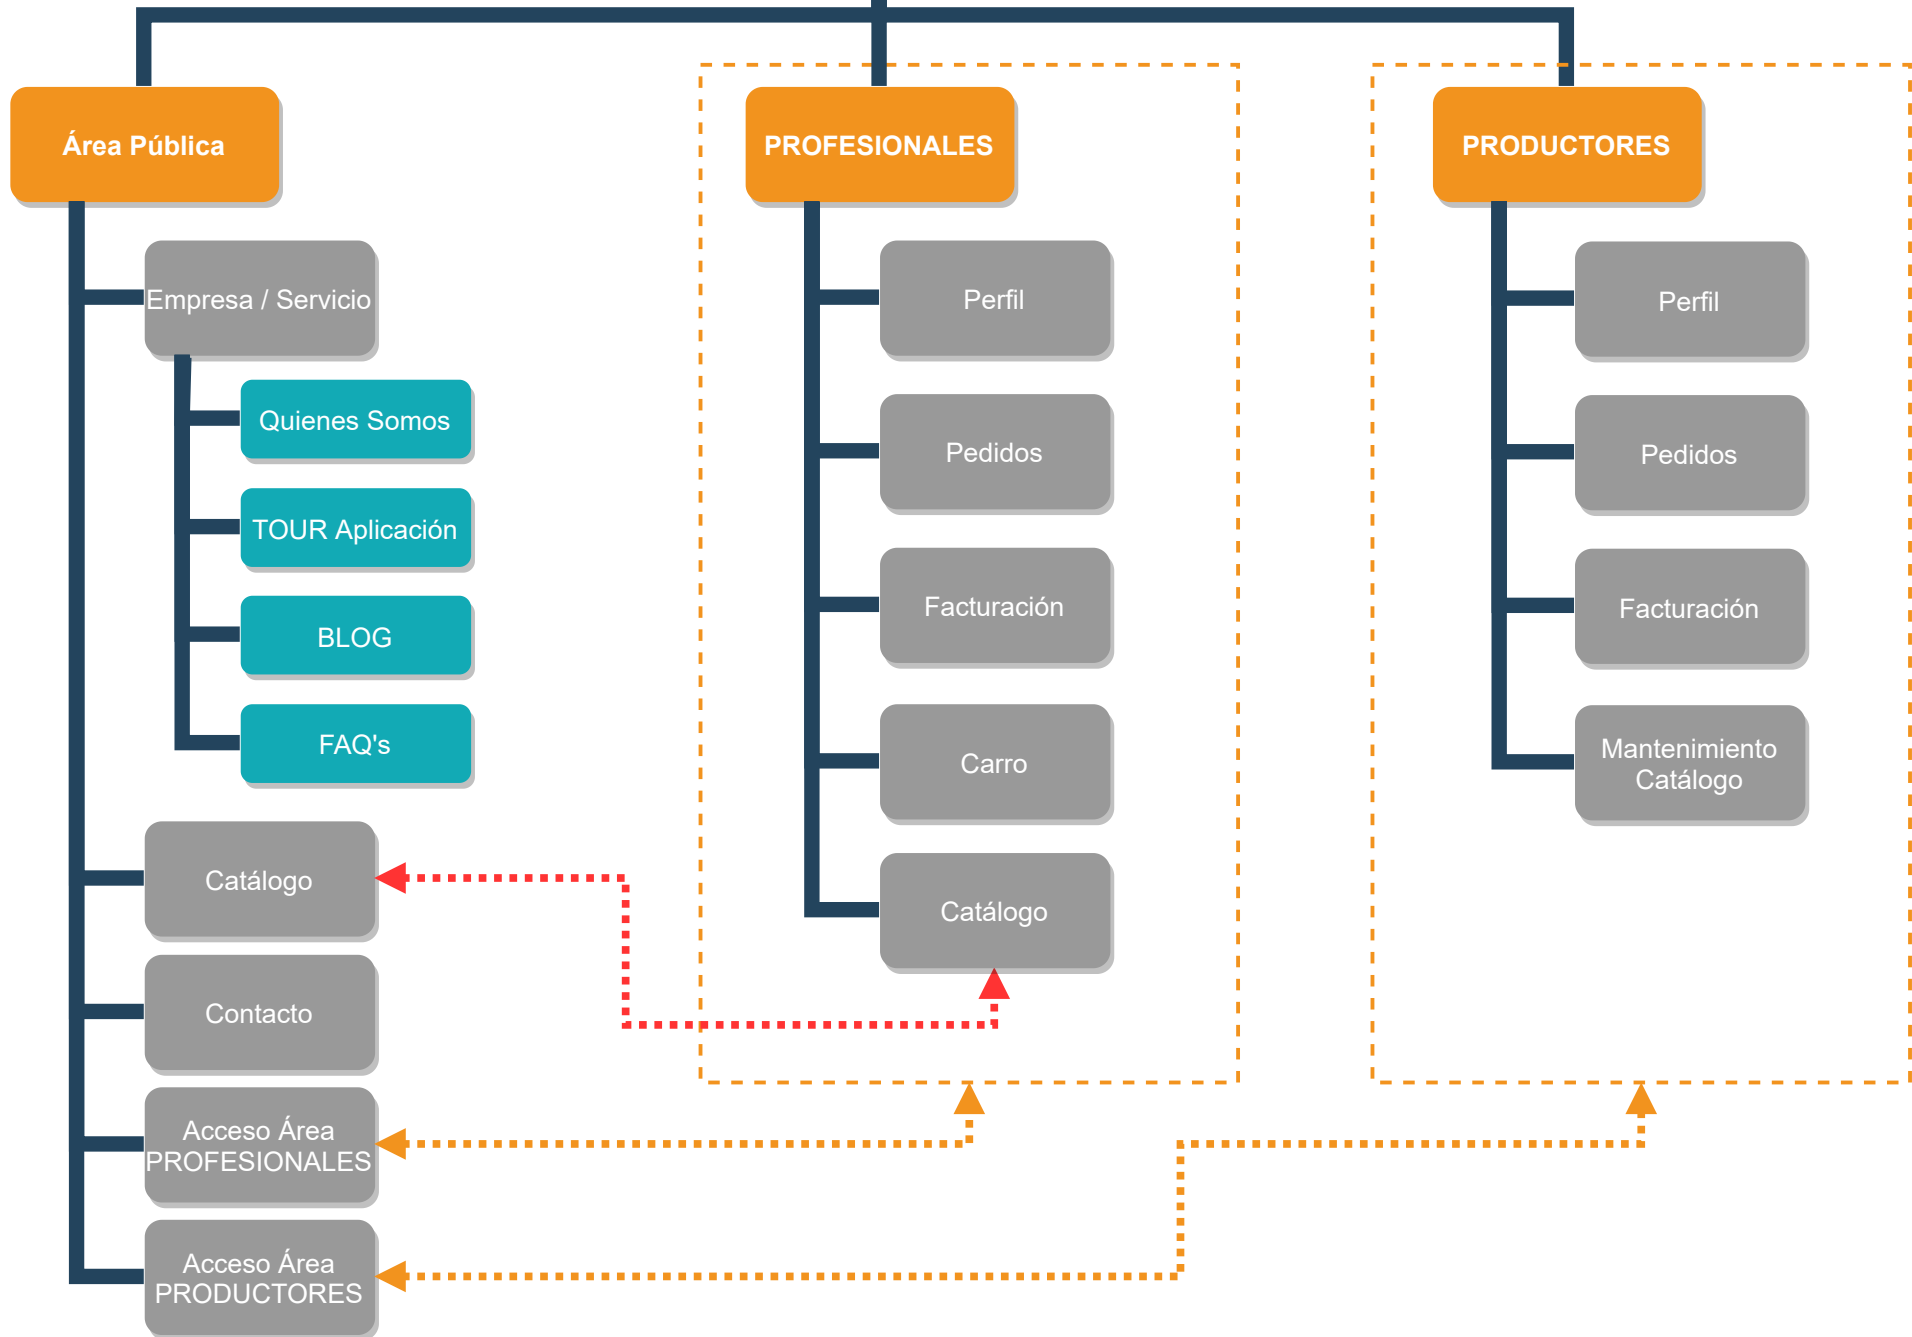 Área Pública
Empresa / Servicio
Quienes Somos
TOUR Aplicación
BLOG
FAQ's
Catálogo
Contacto
Acceso Área
PROFESIONALES
Acceso Área
PRODUCTORES
PROFESIONALES
Perfil
Pedidos
Facturación
Carro
Catálogo
PRODUCTORES
Perfil
Pedidos
Facturación
Mantenimiento
Catálogo